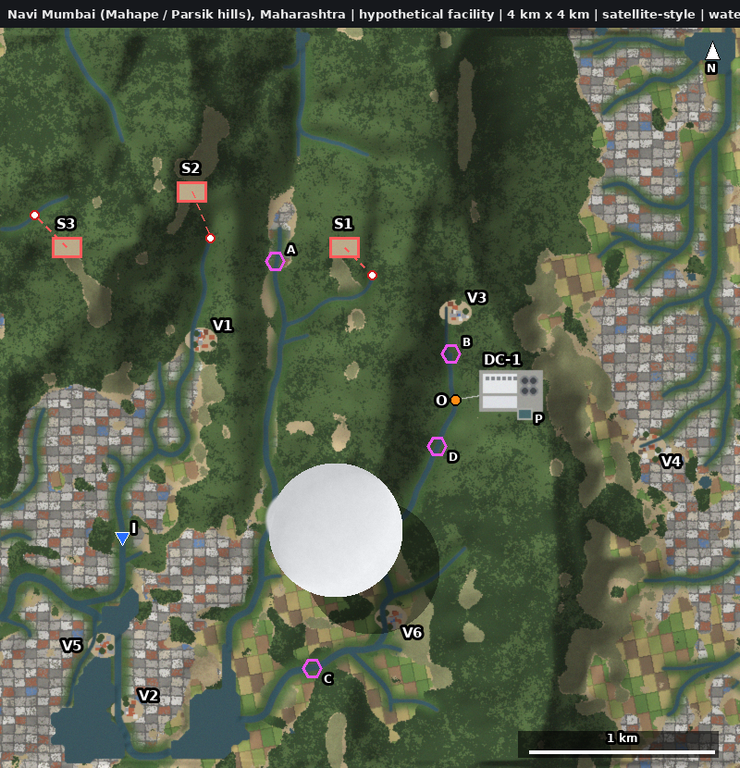 Navi Mumbai (Mahape / Parsik hills), Maharashtra | hypothetical facility | 4 km x 4 km | satellite-style |
N
S2
S3
S1
A
V3
V1
B
DC-1
O
P
D
V4
I
V6
V5
C
V2
1 km